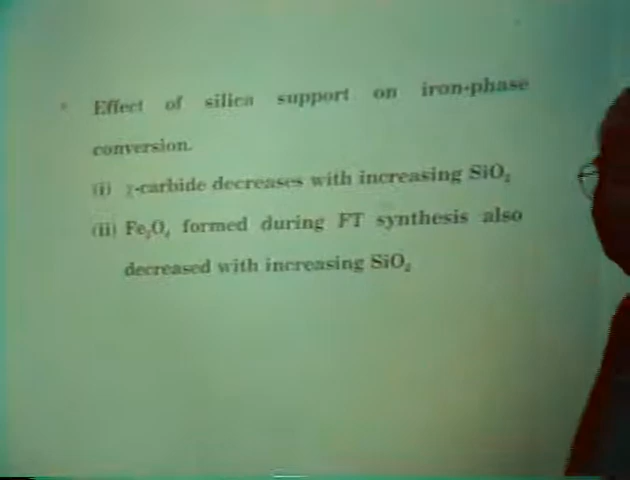 • Effect of silica support on iron-phase
conversion.
(i) χ-carbide decreases with increasing SiO₂
(ii) Fe₃O₄ formed during FT synthesis also
decreased with increasing SiO₂